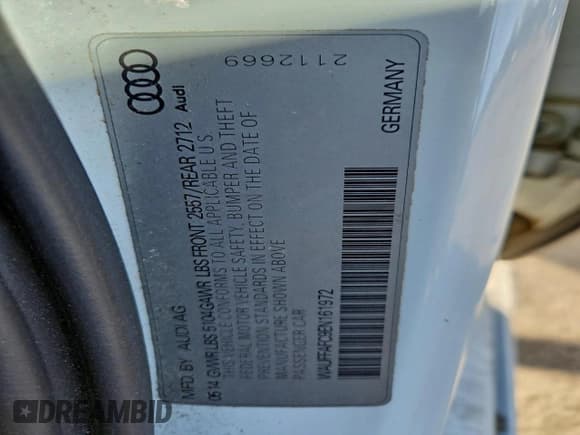 MFD. BY AUDI AG
05 14 GWWR LBS 5104 GAWR LBS FRONT 2557/REAR 2712 Audi
THIS VEHICLE CONFORMS TO ALL APPLICABLE U.S.
FEDERAL MOTOR VEHICLE SAFETY, BUMPER AND THEFT
PREVENTION STANDARDS IN EFFECT ON THE DATE OF
MANUFACTURE SHOWN ABOVE
PASSENGER CAR
WAUFFAFC9EN161972
2112669
GERMANY
DREAMBID